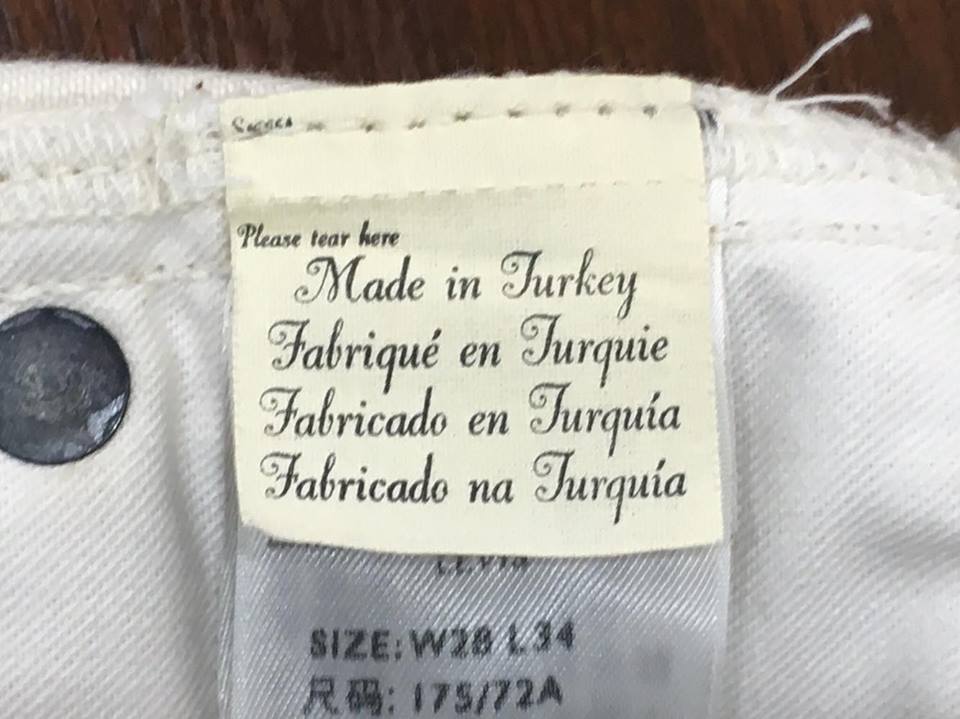 Please tear here
Made in Turkey
Fabriqué en Turquie
Fabricado en Turquía
Fabricado na Turquía
SIZE: W28 L34
尺码: 175/72A